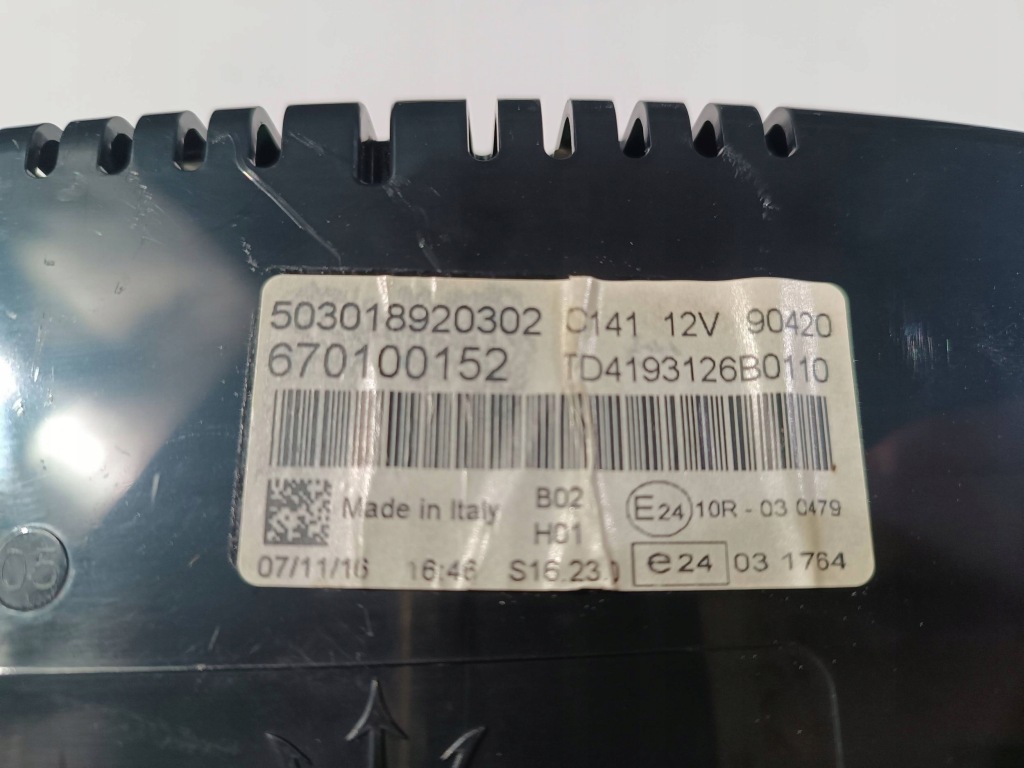 503018920302 C141 12V 90420
670100152 TD4193126B0110
Made in Italy B02 E24 10R - 03 0479
H01
07/11/16 16:46 S16.23 e24 03 1764
05